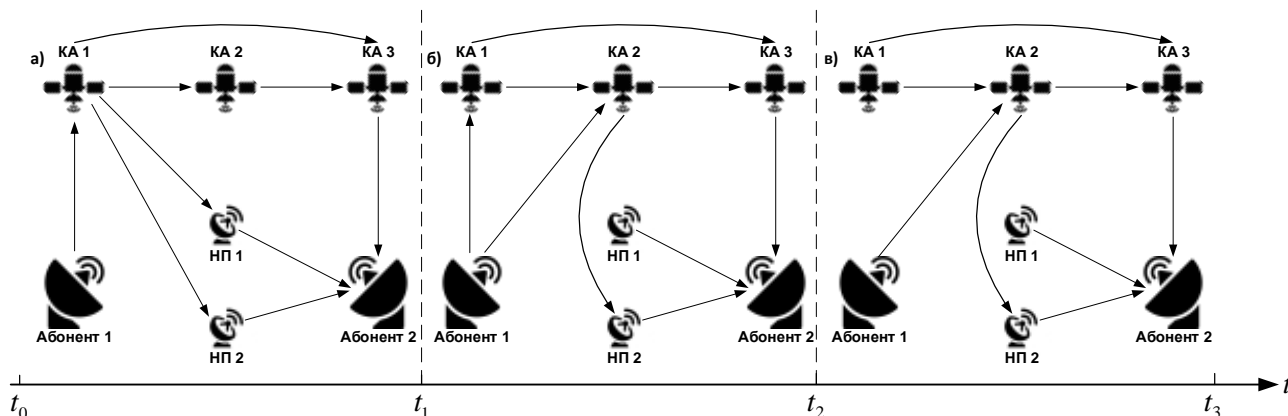 а)
КА 1
КА 2
КА 3
НП 1
Абонент 1
НП 2
Абонент 2
б)
КА 1
КА 2
КА 3
НП 1
Абонент 1
НП 2
Абонент 2
в)
КА 1
КА 2
КА 3
НП 1
Абонент 1
НП 2
Абонент 2
t0
t1
t2
t3
t